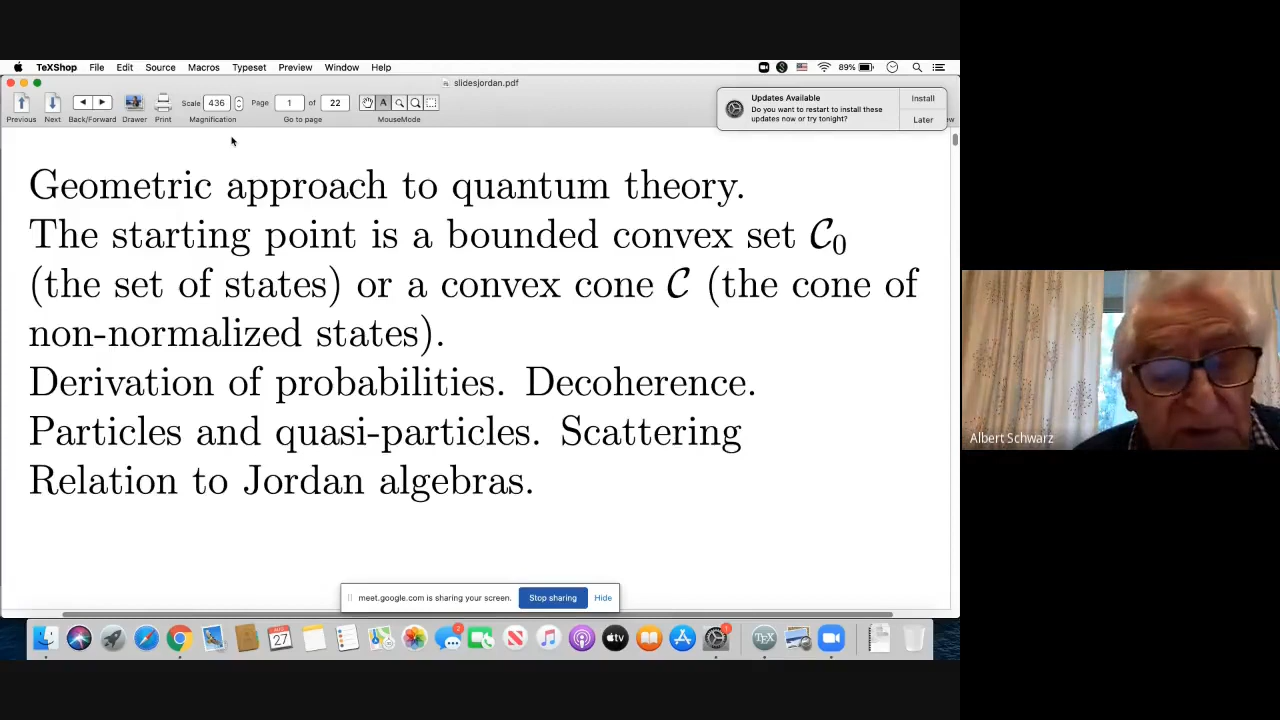 TeXShop File Edit Source Macros Typeset Preview Window Help
89%
slidesjordan.pdf
Scale 436 Page 1 of 22
Previous Next Back/Forward Drawer Print Magnification Go to page MouseMode
Updates Available
Do you want to restart to install these
updates now or try tonight?
Install
Later
Geometric approach to quantum theory.
The starting point is a bounded convex set 𝒞₀
(the set of states) or a convex cone 𝒞 (the cone of
non-normalized states).
Derivation of probabilities. Decoherence.
Particles and quasi-particles. Scattering
Relation to Jordan algebras.
Albert Schwarz
meet.google.com is sharing your screen. Stop sharing Hide
27
2
tv
1
TEX